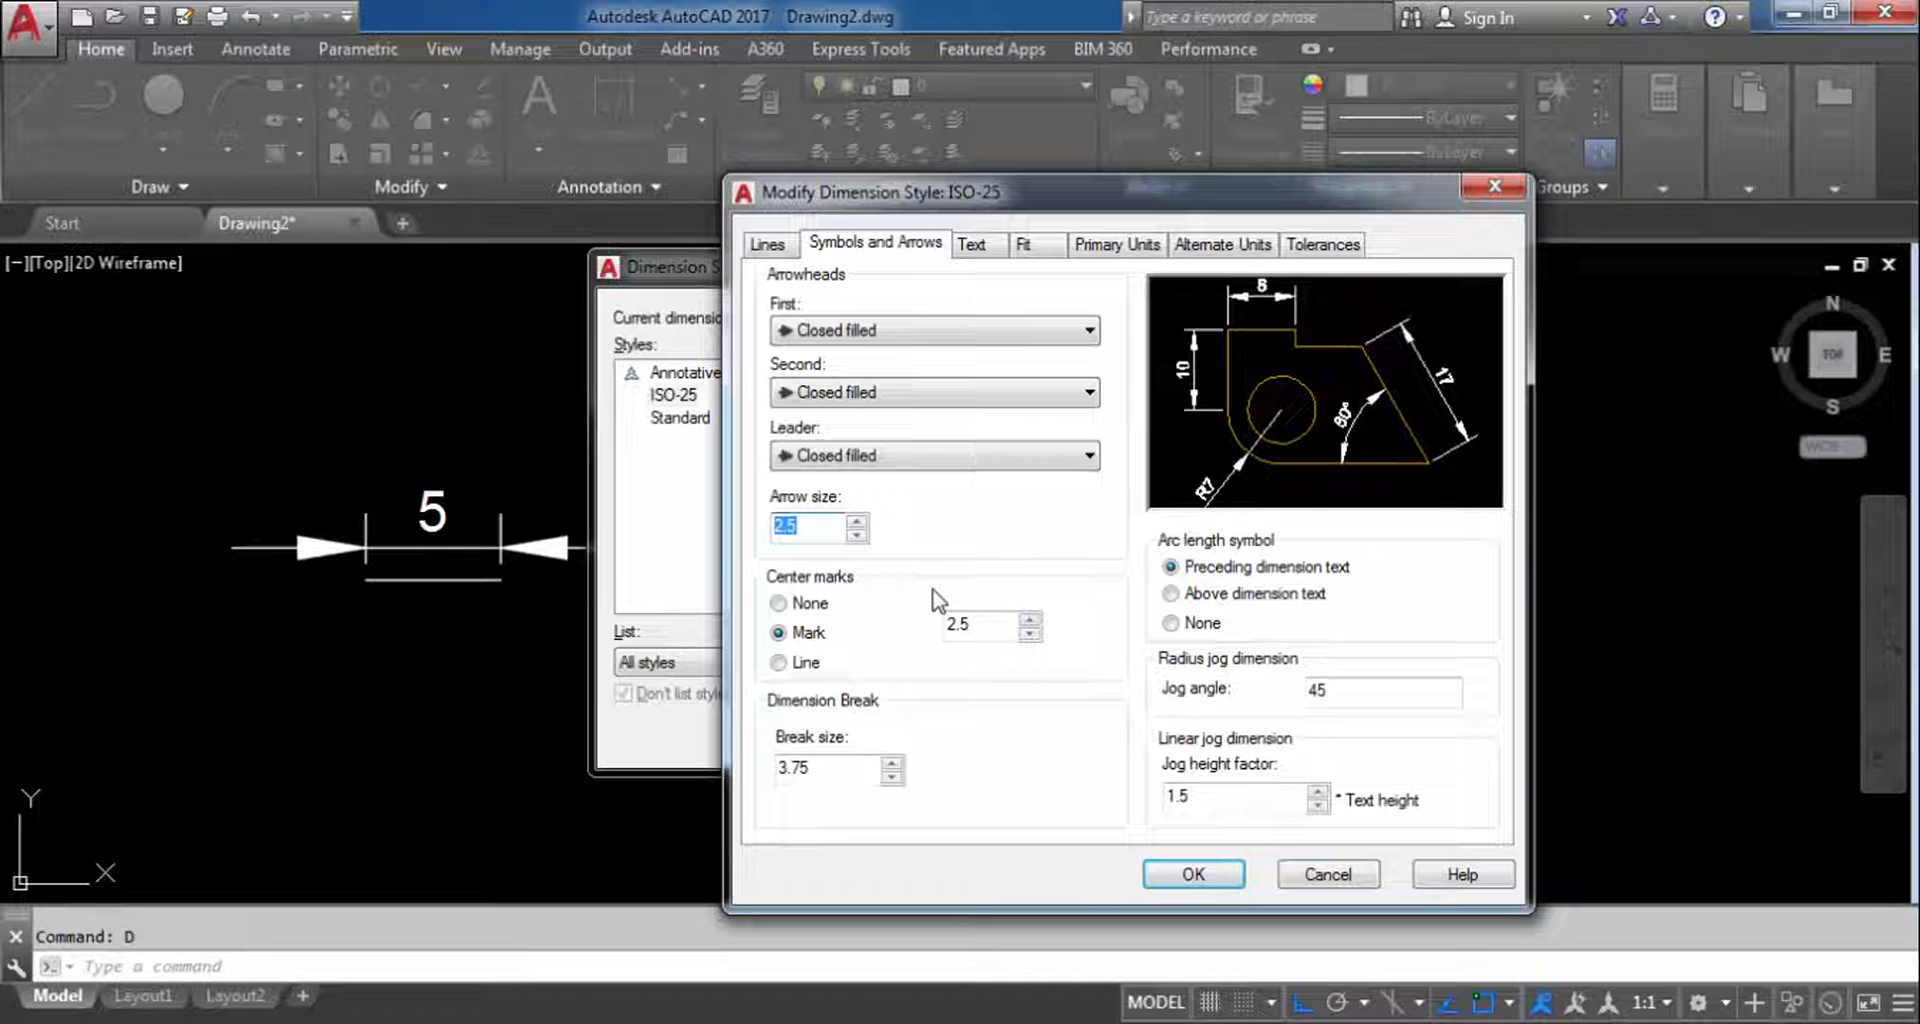 Autodesk AutoCAD 2017 Drawing2.dwg
Type a keyword or phrase
Sign In
Home Insert Annotate Parametric View Manage Output Add-ins A360 Express Tools Featured Apps BIM 360 Performance
0
ByLayer
ByLayer
Draw Modify Annotation Groups
Start Drawing2*
[−][Top][2D Wireframe]
5
Y
X
N
W TOP E
S
WCS
Current dimensio
Styles:
Annotative
ISO-25
Standard
List:
All styles
Don't list style
Dimension S
Modify Dimension Style: ISO-25
Lines Symbols and Arrows Text Fit Primary Units Alternate Units Tolerances
Arrowheads
First:
Closed filled
Second:
Closed filled
Leader:
Closed filled
Arrow size:
2.5
Center marks
None
Mark
2.5
Line
Dimension Break
Break size:
3.75
10
17
80°
R7
Arc length symbol
Preceding dimension text
Above dimension text
None
Radius jog dimension
Jog angle: 45
Linear jog dimension
Jog height factor:
1.5 * Text height
OK Cancel Help
Command: D
Type a command
Model Layout1 Layout2 +
MODEL 1:1